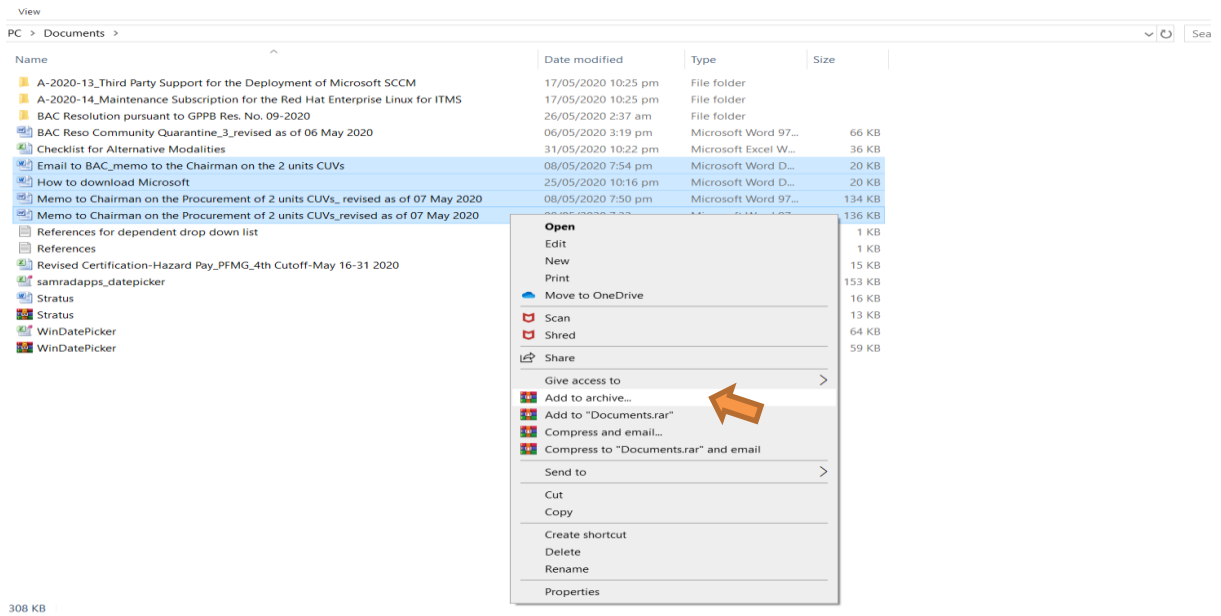 View
PC > Documents >
Sea
Name Date modified Type Size
A-2020-13_Third Party Support for the Deployment of Microsoft SCCM 17/05/2020 10:25 pm File folder
A-2020-14_Maintenance Subscription for the Red Hat Enterprise Linux for ITMS 17/05/2020 10:25 pm File folder
BAC Resolution pursuant to GPPB Res. No. 09-2020 26/05/2020 2:37 am File folder
BAC Reso Community Quarantine_3_revised as of 06 May 2020 06/05/2020 3:19 pm Microsoft Word 97... 66 KB
Checklist for Alternative Modalities 31/05/2020 10:22 pm Microsoft Excel W... 36 KB
Email to BAC_memo to the Chairman on the 2 units CUVs 08/05/2020 7:54 pm Microsoft Word D... 20 KB
How to download Microsoft 25/05/2020 10:16 pm Microsoft Word D... 20 KB
Memo to Chairman on the Procurement of 2 units CUVs_ revised as of 07 May 2020 08/05/2020 7:50 pm Microsoft Word 97... 134 KB
Memo to Chairman on the Procurement of 2 units CUVs_revised as of 07 May 2020 136 KB
References for dependent drop down list 1 KB
References 1 KB
Revised Certification-Hazard Pay_PFMG_4th Cutoff-May 16-31 2020 15 KB
samradapps_datepicker 153 KB
Stratus 16 KB
Stratus 13 KB
WinDatePicker 64 KB
WinDatePicker 59 KB
Open
Edit
New
Print
Move to OneDrive
Scan
Shred
Share
Give access to
Add to archive...
Add to "Documents.rar"
Compress and email...
Compress to "Documents.rar" and email
Send to
Cut
Copy
Create shortcut
Delete
Rename
Properties
308 KB